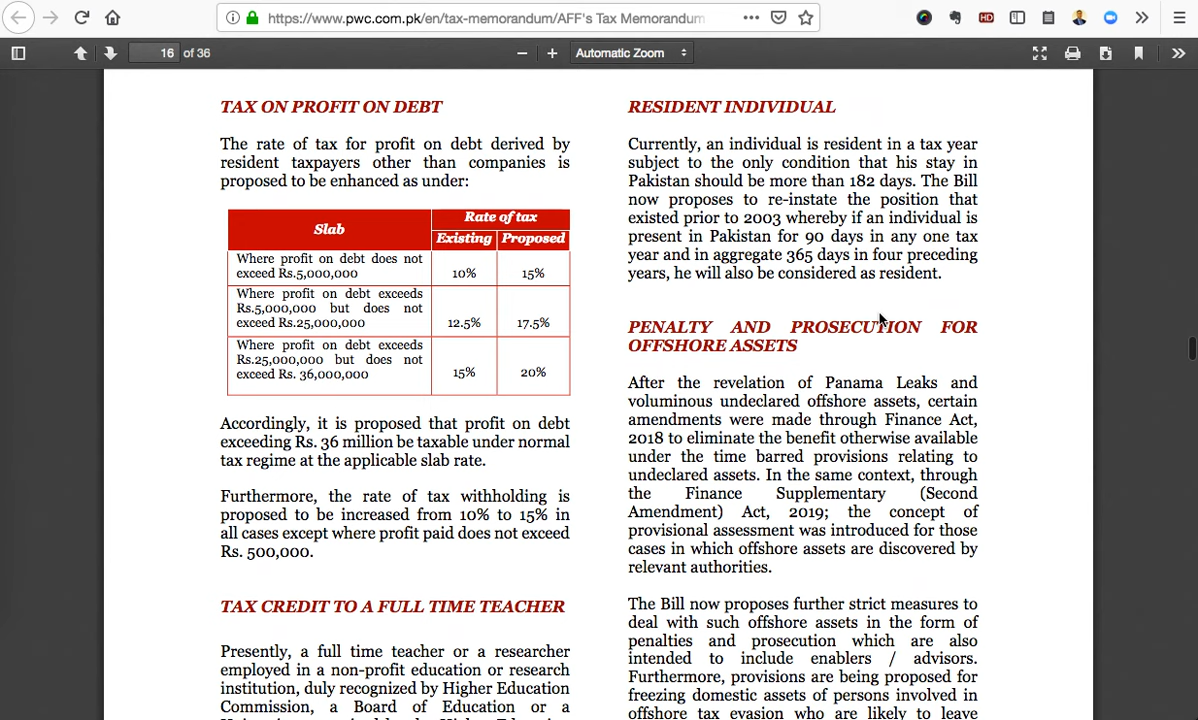 https://www.pwc.com.pk/en/tax-memorandum/AFF's Tax Memorandum
HD
16 of 36
Automatic Zoom
TAX ON PROFIT ON DEBT
The rate of tax for profit on debt derived by
resident taxpayers other than companies is
proposed to be enhanced as under:
Slab
Rate of tax
Existing Proposed
Where profit on debt does not
exceed Rs.5,000,000
10% 15%
Where profit on debt exceeds
Rs.5,000,000 but does not
exceed Rs.25,000,000
12.5% 17.5%
Where profit on debt exceeds
Rs.25,000,000 but does not
exceed Rs. 36,000,000
15% 20%
Accordingly, it is proposed that profit on debt
exceeding Rs. 36 million be taxable under normal
tax regime at the applicable slab rate.
Furthermore, the rate of tax withholding is
proposed to be increased from 10% to 15% in
all cases except where profit paid does not exceed
Rs. 500,000.
TAX CREDIT TO A FULL TIME TEACHER
Presently, a full time teacher or a researcher
employed in a non-profit education or research
institution, duly recognized by Higher Education
Commission, a Board of Education or a
RESIDENT INDIVIDUAL
Currently, an individual is resident in a tax year
subject to the only condition that his stay in
Pakistan should be more than 182 days. The Bill
now proposes to re-instate the position that
existed prior to 2003 whereby if an individual is
present in Pakistan for 90 days in any one tax
year and in aggregate 365 days in four preceding
years, he will also be considered as resident.
PENALTY AND PROSECUTION FOR
OFFSHORE ASSETS
After the revelation of Panama Leaks and
voluminous undeclared offshore assets, certain
amendments were made through Finance Act,
2018 to eliminate the benefit otherwise available
under the time barred provisions relating to
undeclared assets. In the same context, through
the Finance Supplementary (Second
Amendment) Act, 2019; the concept of
provisional assessment was introduced for those
cases in which offshore assets are discovered by
relevant authorities.
The Bill now proposes further strict measures to
deal with such offshore assets in the form of
penalties and prosecution which are also
intended to include enablers / advisors.
Furthermore, provisions are being proposed for
freezing domestic assets of persons involved in
offshore tax evasion who are likely to leave